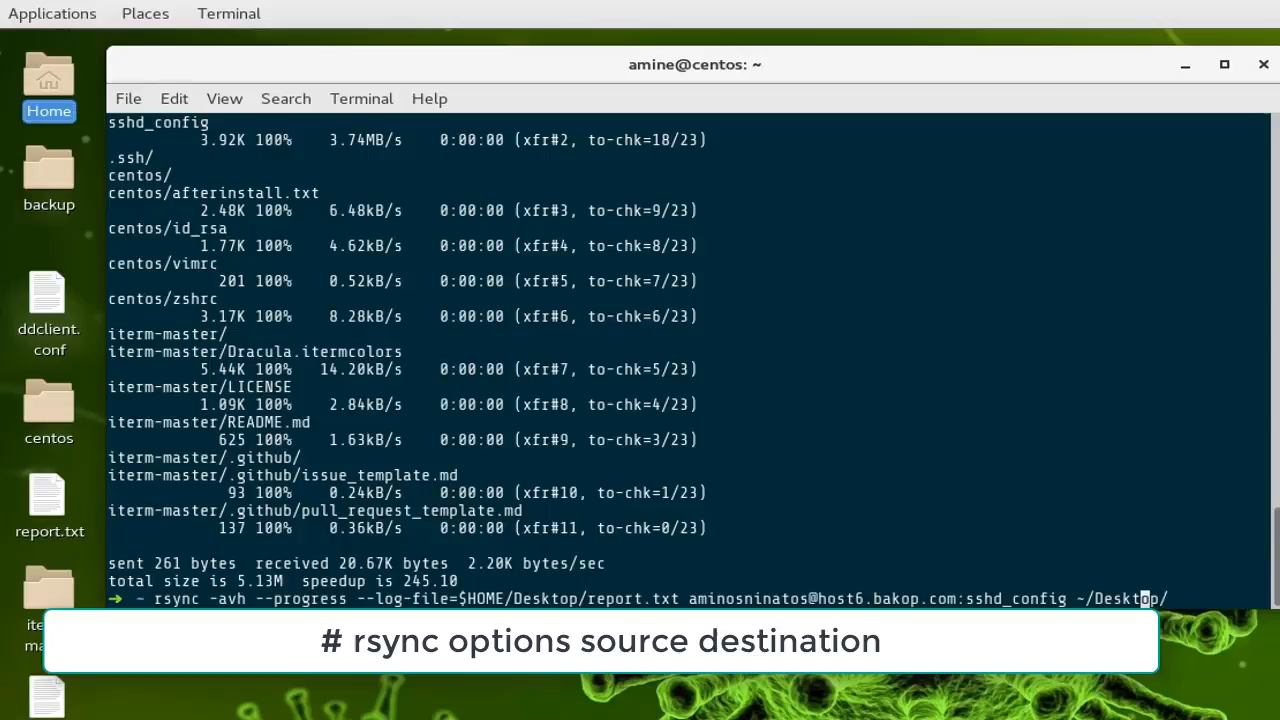 Applications Places Terminal
amine@centos: ~
File Edit View Search Terminal Help
Home
backup
ddclient.
conf
centos
report.txt
sshd_config
3.92K 100% 3.74MB/s 0:00:00 (xfr#2, to-chk=18/23)
.ssh/
centos/
centos/afterinstall.txt
2.48K 100% 6.48kB/s 0:00:00 (xfr#3, to-chk=9/23)
centos/id_rsa
1.77K 100% 4.62kB/s 0:00:00 (xfr#4, to-chk=8/23)
centos/vimrc
201 100% 0.52kB/s 0:00:00 (xfr#5, to-chk=7/23)
centos/zshrc
3.17K 100% 8.28kB/s 0:00:00 (xfr#6, to-chk=6/23)
iterm-master/
iterm-master/Dracula.itermcolors
5.44K 100% 14.20kB/s 0:00:00 (xfr#7, to-chk=5/23)
iterm-master/LICENSE
1.09K 100% 2.84kB/s 0:00:00 (xfr#8, to-chk=4/23)
iterm-master/README.md
625 100% 1.63kB/s 0:00:00 (xfr#9, to-chk=3/23)
iterm-master/.github/
iterm-master/.github/issue_template.md
93 100% 0.24kB/s 0:00:00 (xfr#10, to-chk=1/23)
iterm-master/.github/pull_request_template.md
137 100% 0.36kB/s 0:00:00 (xfr#11, to-chk=0/23)
sent 261 bytes received 20.67K bytes 2.20K bytes/sec
total size is 5.13M speedup is 245.10
➜ ~ rsync -avh --progress --log-file=$HOME/Desktop/report.txt aminosninatos@host6.bakop.com:sshd_config ~/Desktop/
# rsync options source destination